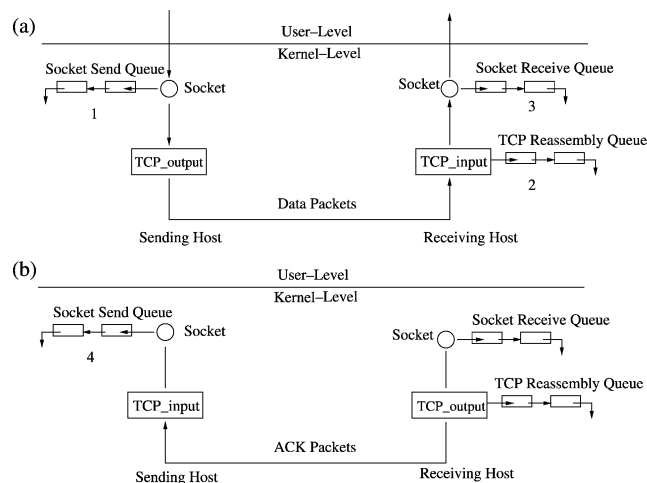 (a)
User–Level
Kernel–Level
Socket Send Queue
Socket
1
Socket
Socket Receive Queue
3
TCP Reassembly Queue
TCP_output
TCP_input
2
Data Packets
Sending Host
Receiving Host
(b)
User–Level
Kernel–Level
Socket Send Queue
Socket
4
Socket
Socket Receive Queue
TCP Reassembly Queue
TCP_input
TCP_output
ACK Packets
Sending Host
Receiving Host